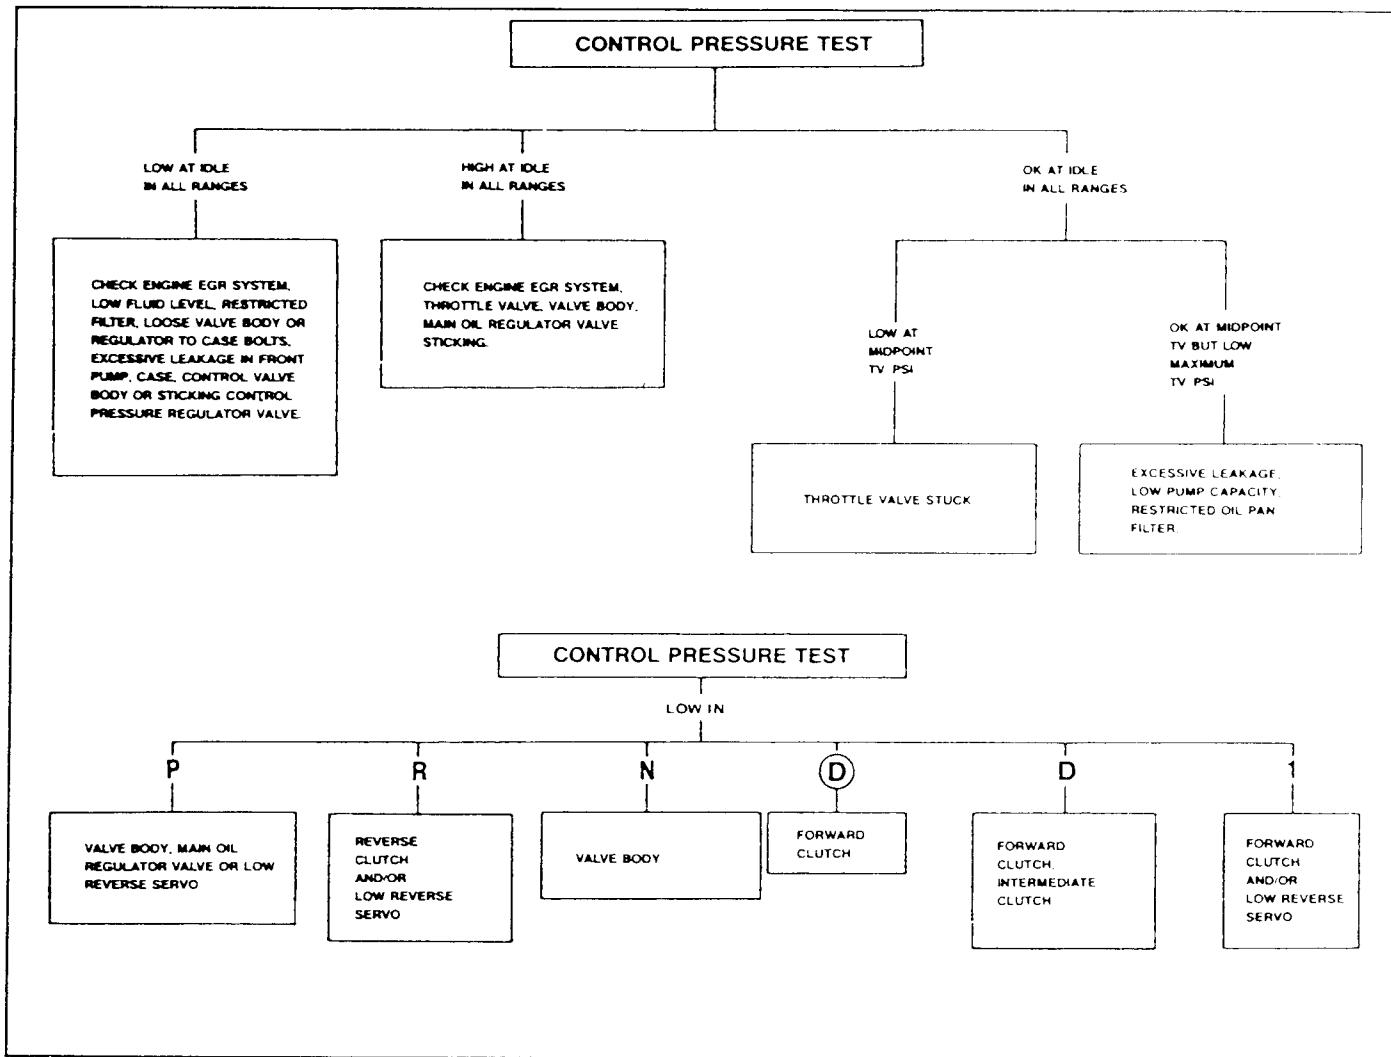 CONTROL PRESSURE TEST
LOW AT IDLE
IN ALL RANGES
HIGH AT IDLE
IN ALL RANGES
OK AT IDLE
IN ALL RANGES
CHECK ENGINE EGR SYSTEM,
LOW FLUID LEVEL, RESTRICTED
FILTER, LOOSE VALVE BODY OR
REGULATOR TO CASE BOLTS,
EXCESSIVE LEAKAGE IN FRONT
PUMP, CASE, CONTROL VALVE
BODY OR STICKING CONTROL
PRESSURE REGULATOR VALVE.
CHECK ENGINE EGR SYSTEM,
THROTTLE VALVE, VALVE BODY,
MAIN OIL REGULATOR VALVE
STICKING.
LOW AT
MIDPOINT
TV PSI
OK AT MIDPOINT
TV BUT LOW
MAXIMUM
TV PSI
THROTTLE VALVE STUCK
EXCESSIVE LEAKAGE,
LOW PUMP CAPACITY,
RESTRICTED OIL PAN
FILTER.
CONTROL PRESSURE TEST
LOW IN
P
R
N
D
D
1
VALVE BODY, MAIN OIL
REGULATOR VALVE OR LOW
REVERSE SERVO
REVERSE
CLUTCH
AND/OR
LOW REVERSE
SERVO
VALVE BODY
FORWARD
CLUTCH
FORWARD
CLUTCH,
INTERMEDIATE
CLUTCH
FORWARD
CLUTCH
AND/OR
LOW REVERSE
SERVO